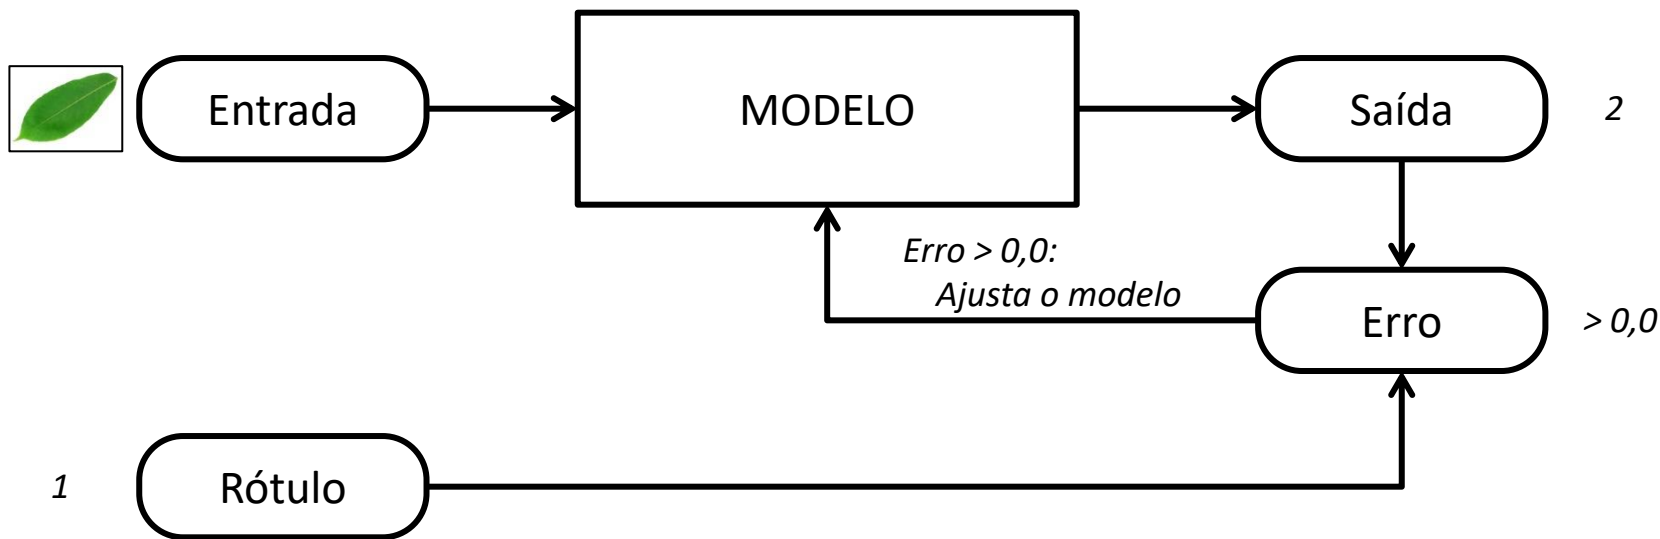 Entrada
MODELO
Saída
2
Erro > 0,0:
Ajusta o modelo
Erro
> 0,0
1
Rótulo